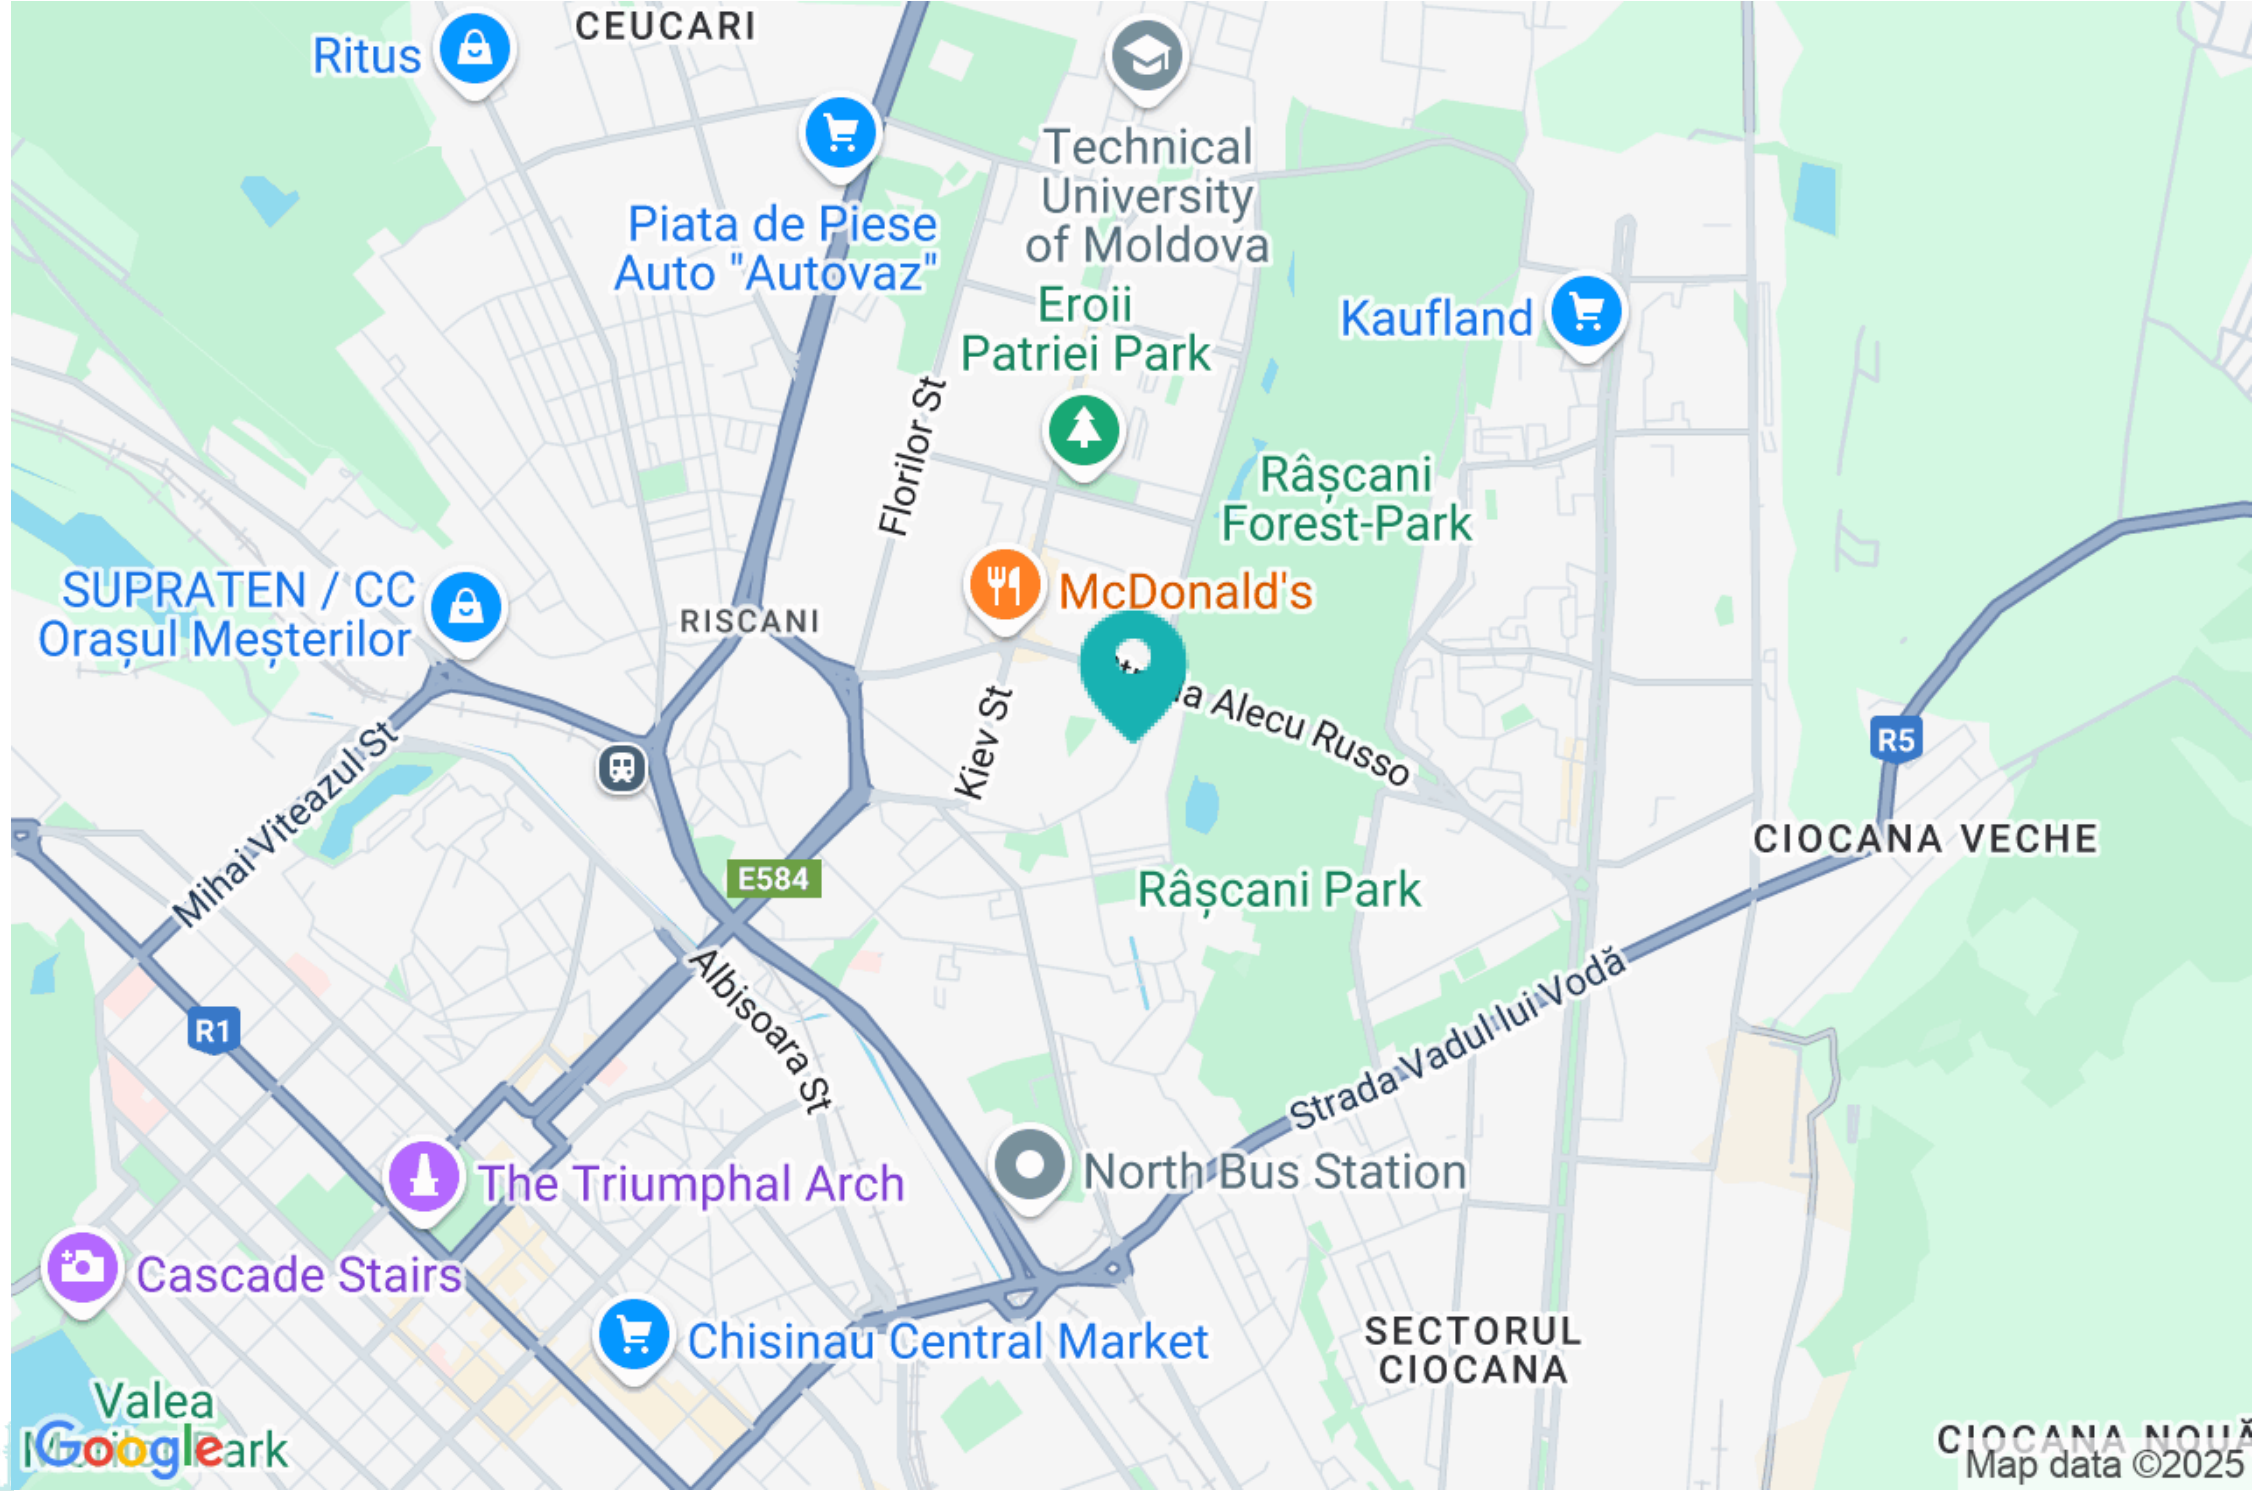 CEUCARI
Ritus
Technical
University
of Moldova
Piata de Piese
Auto "Autovaz"
Eroii
Patriei Park
Kaufland
Florilor St
Râșcani
Forest-Park
SUPRATEN / CC
Orașul Meșterilor
RISCANI
McDonald's
Alecu Russo
Kiev St
Mihai Viteazul St
R5
CIOCANA VECHE
E584
Râșcani Park
Albisoara St
Strada Vadul lui Vodă
R1
The Triumphal Arch
North Bus Station
Cascade Stairs
Chisinau Central Market
SECTORUL
CIOCANA
Valea
Park
Google
CIOCANA NOUĂ
Map data ©2025